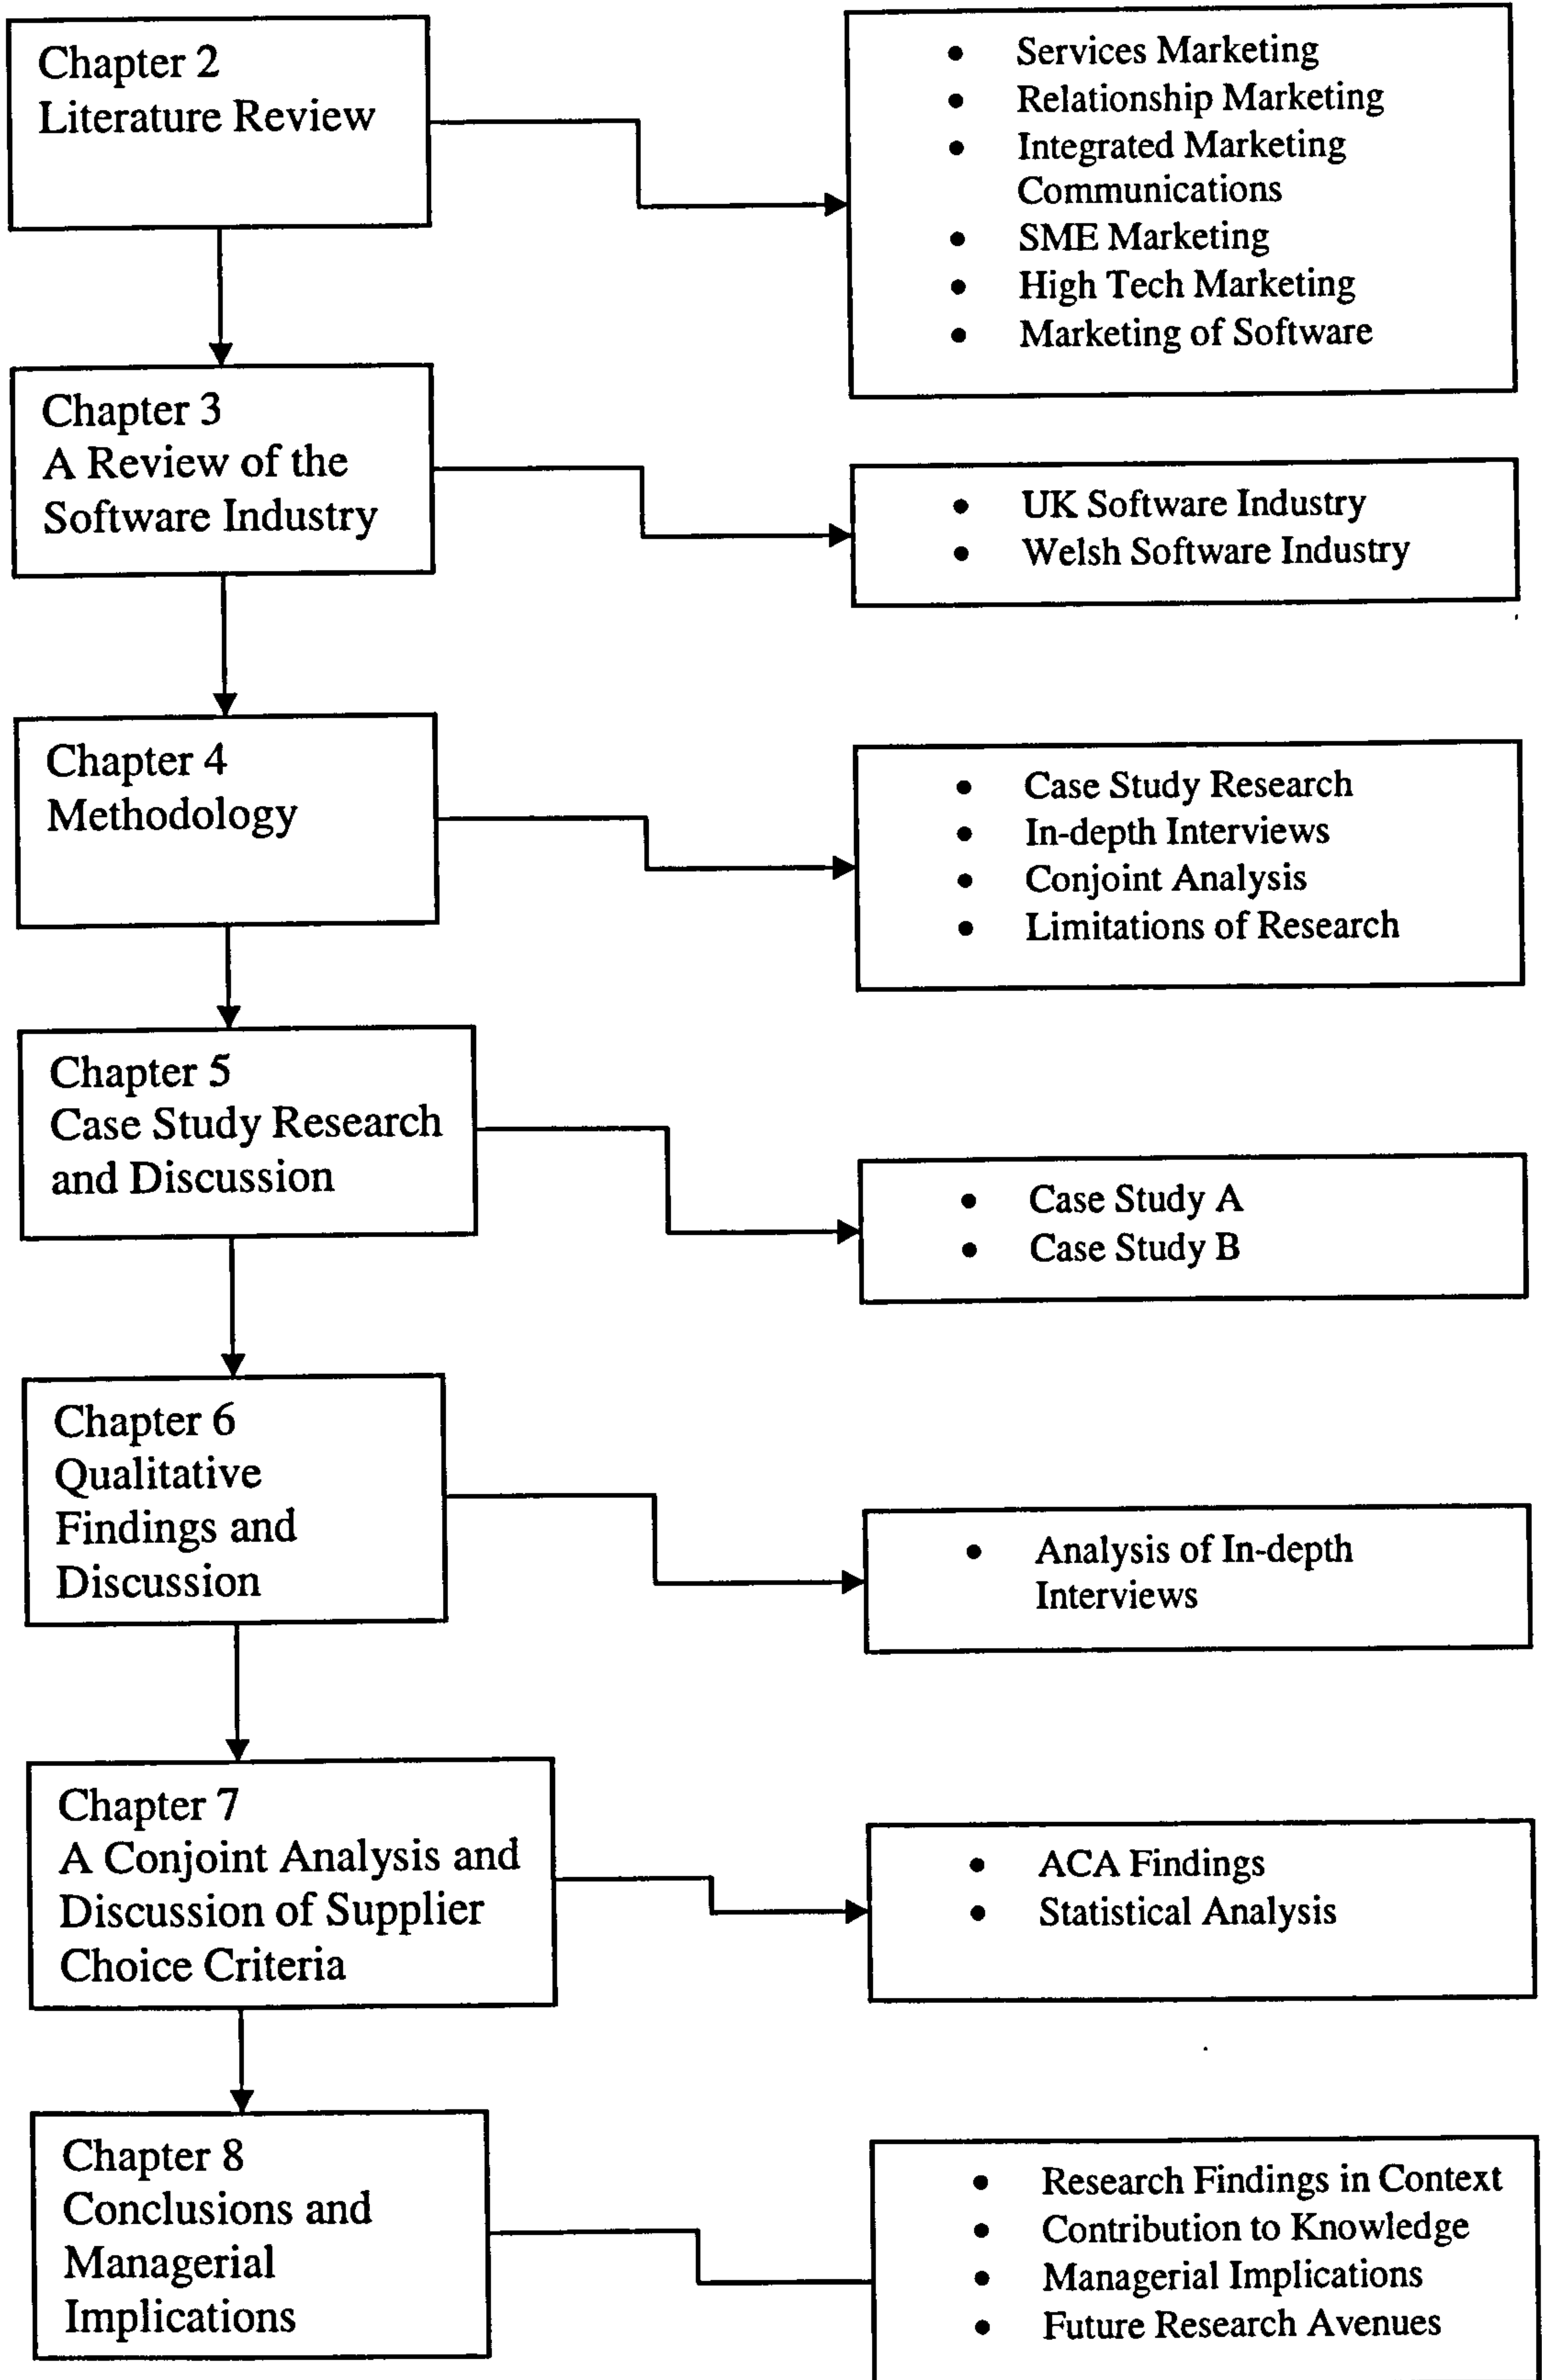 Chapter 2
Literature Review
• Services Marketing
• Relationship Marketing
• Integrated Marketing
Communications
• SME Marketing
• High Tech Marketing
• Marketing of Software
Chapter 3
A Review of the
Software Industry
• UK Software Industry
• Welsh Software Industry
Chapter 4
Methodology
• Case Study Research
• In-depth Interviews
• Conjoint Analysis
• Limitations of Research
Chapter 5
Case Study Research
and Discussion
• Case Study A
• Case Study B
Chapter 6
Qualitative
Findings and
Discussion
• Analysis of In-depth
Interviews
Chapter 7
A Conjoint Analysis and
Discussion of Supplier
Choice Criteria
• ACA Findings
• Statistical Analysis
Chapter 8
Conclusions and
Managerial
Implications
• Research Findings in Context
• Contribution to Knowledge
• Managerial Implications
• Future Research Avenues